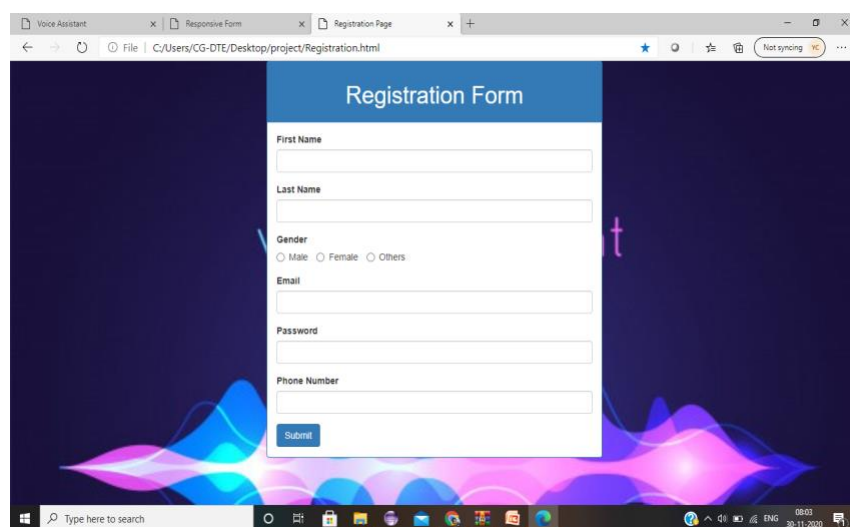 Voice Assistant
Responsive Form
Registration Page
File
C:/Users/CG-DTE/Desktop/project/Registration.html
Not syncing
YC
Registration Form
First Name
Last Name
Gender
Male Female Others
Email
Password
Phone Number
Submit
t
Type here to search
ENG
08:03
30-11-2020